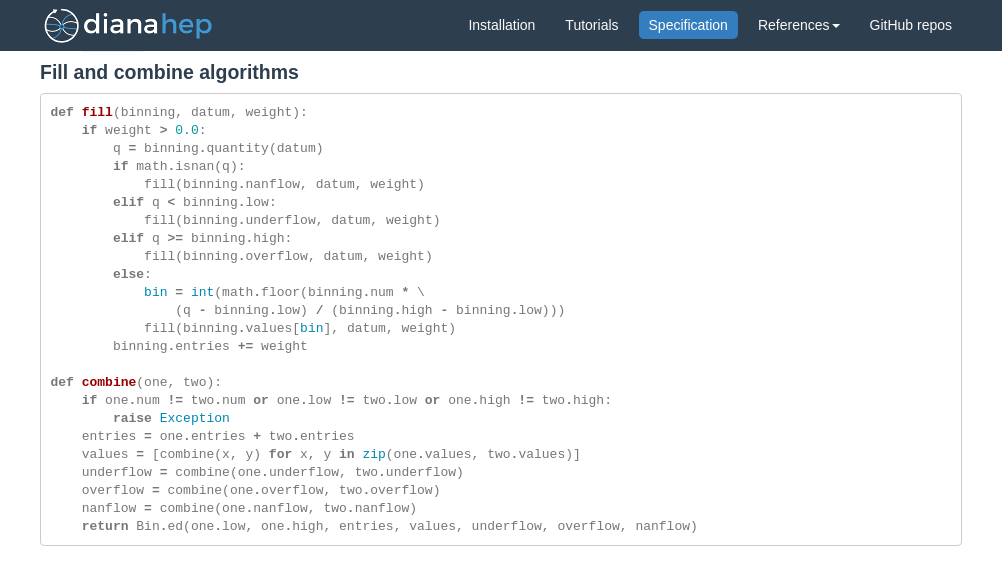 dianahep Installation Tutorials Specification References GitHub repos
Fill and combine algorithms
def fill(binning, datum, weight):
    if weight > 0.0:
        q = binning.quantity(datum)
        if math.isnan(q):
            fill(binning.nanflow, datum, weight)
        elif q < binning.low:
            fill(binning.underflow, datum, weight)
        elif q >= binning.high:
            fill(binning.overflow, datum, weight)
        else:
            bin = int(math.floor(binning.num * \
                (q - binning.low) / (binning.high - binning.low)))
            fill(binning.values[bin], datum, weight)
        binning.entries += weight

def combine(one, two):
    if one.num != two.num or one.low != two.low or one.high != two.high:
        raise Exception
    entries = one.entries + two.entries
    values = [combine(x, y) for x, y in zip(one.values, two.values)]
    underflow = combine(one.underflow, two.underflow)
    overflow = combine(one.overflow, two.overflow)
    nanflow = combine(one.nanflow, two.nanflow)
    return Bin.ed(one.low, one.high, entries, values, underflow, overflow, nanflow)